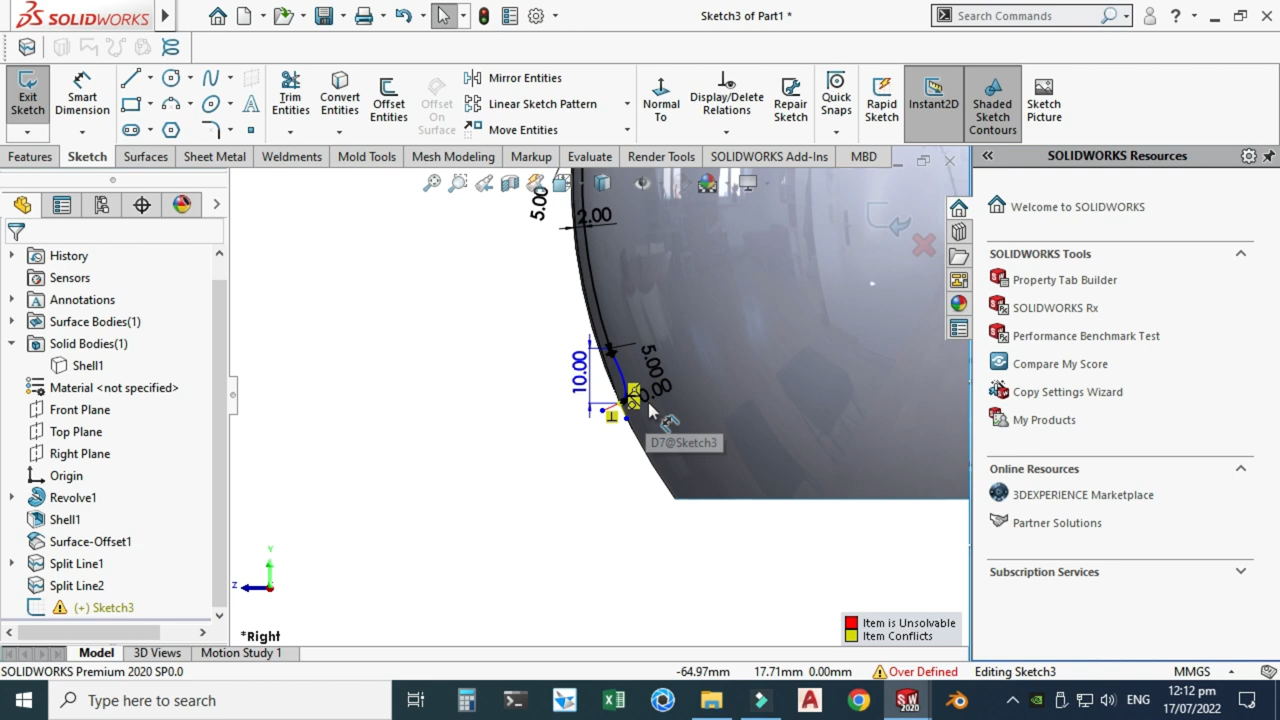 SOLIDWORKS
Sketch3 of Part1 *
Search Commands
Exit Sketch
Smart Dimension
Trim Entities
Convert Entities
Offset Entities
Offset On Surface
Mirror Entities
Linear Sketch Pattern
Move Entities
Normal To
Display/Delete Relations
Repair Sketch
Quick Snaps
Rapid Sketch
Instant2D
Shaded Sketch Contours
Sketch Picture
Features
Sketch
Surfaces
Sheet Metal
Weldments
Mold Tools
Mesh Modeling
Markup
Evaluate
Render Tools
SOLIDWORKS Add-Ins
MBD
History
Sensors
Annotations
Surface Bodies(1)
Solid Bodies(1)
Shell1
Material <not specified>
Front Plane
Top Plane
Right Plane
Origin
Revolve1
Shell1
Surface-Offset1
Split Line1
Split Line2
(+) Sketch3
5.00
2.00
10.00
5.00
D7@Sketch3
Y
Z
*Right
Item is Unsolvable
Item Conflicts
SOLIDWORKS Resources
Welcome to SOLIDWORKS
SOLIDWORKS Tools
Property Tab Builder
SOLIDWORKS Rx
Performance Benchmark Test
Compare My Score
Copy Settings Wizard
My Products
Online Resources
3DEXPERIENCE Marketplace
Partner Solutions
Subscription Services
Model
3D Views
Motion Study 1
SOLIDWORKS Premium 2020 SP0.0
-64.97mm
17.71mm 0.00mm
Over Defined
Editing Sketch3
MMGS
Type here to search
SW
2020
ENG
12:12 pm
17/07/2022